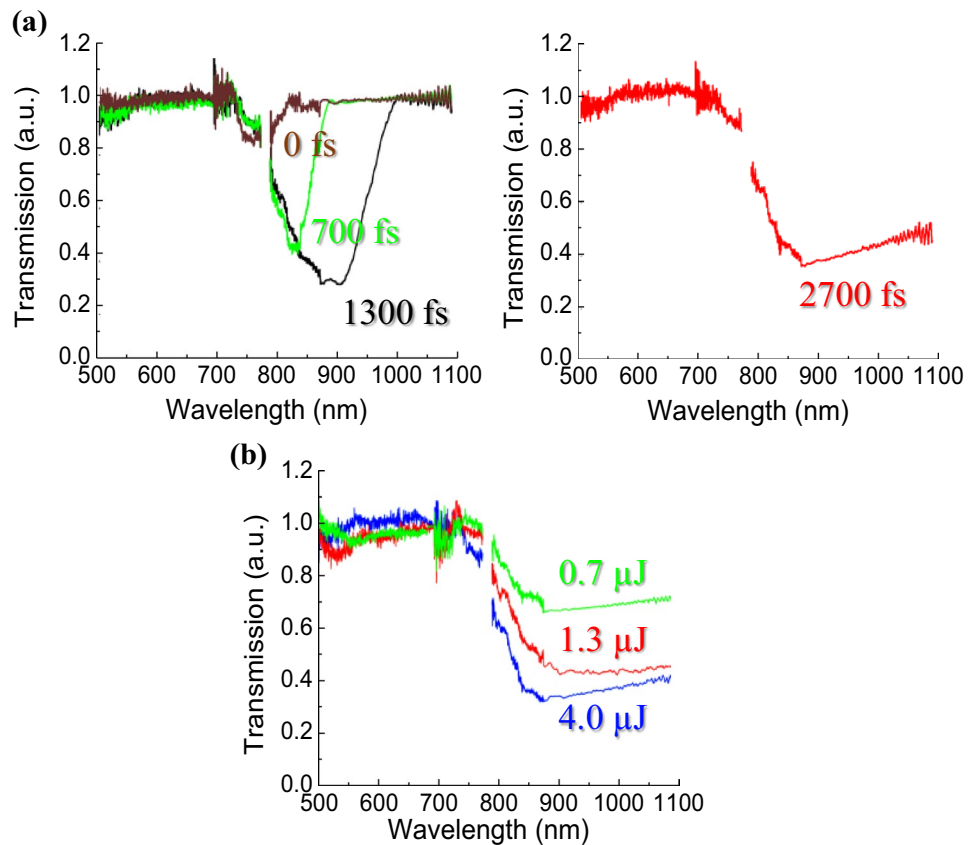 (a)
1.2
1.0
0.8
0.6
0.4
0.2
0.0
Transmission (a.u.)
0 fs
700 fs
1300 fs
500 600 700 800 900 1000 1100
Wavelength (nm)
1.2
1.0
0.8
0.6
0.4
0.2
0.0
Transmission (a.u.)
2700 fs
500 600 700 800 900 1000 1100
Wavelength (nm)
(b)
1.2
1.0
0.8
0.6
0.4
0.2
0.0
Transmission (a.u.)
0.7 µJ
1.3 µJ
4.0 µJ
500 600 700 800 900 1000 1100
Wavelength (nm)